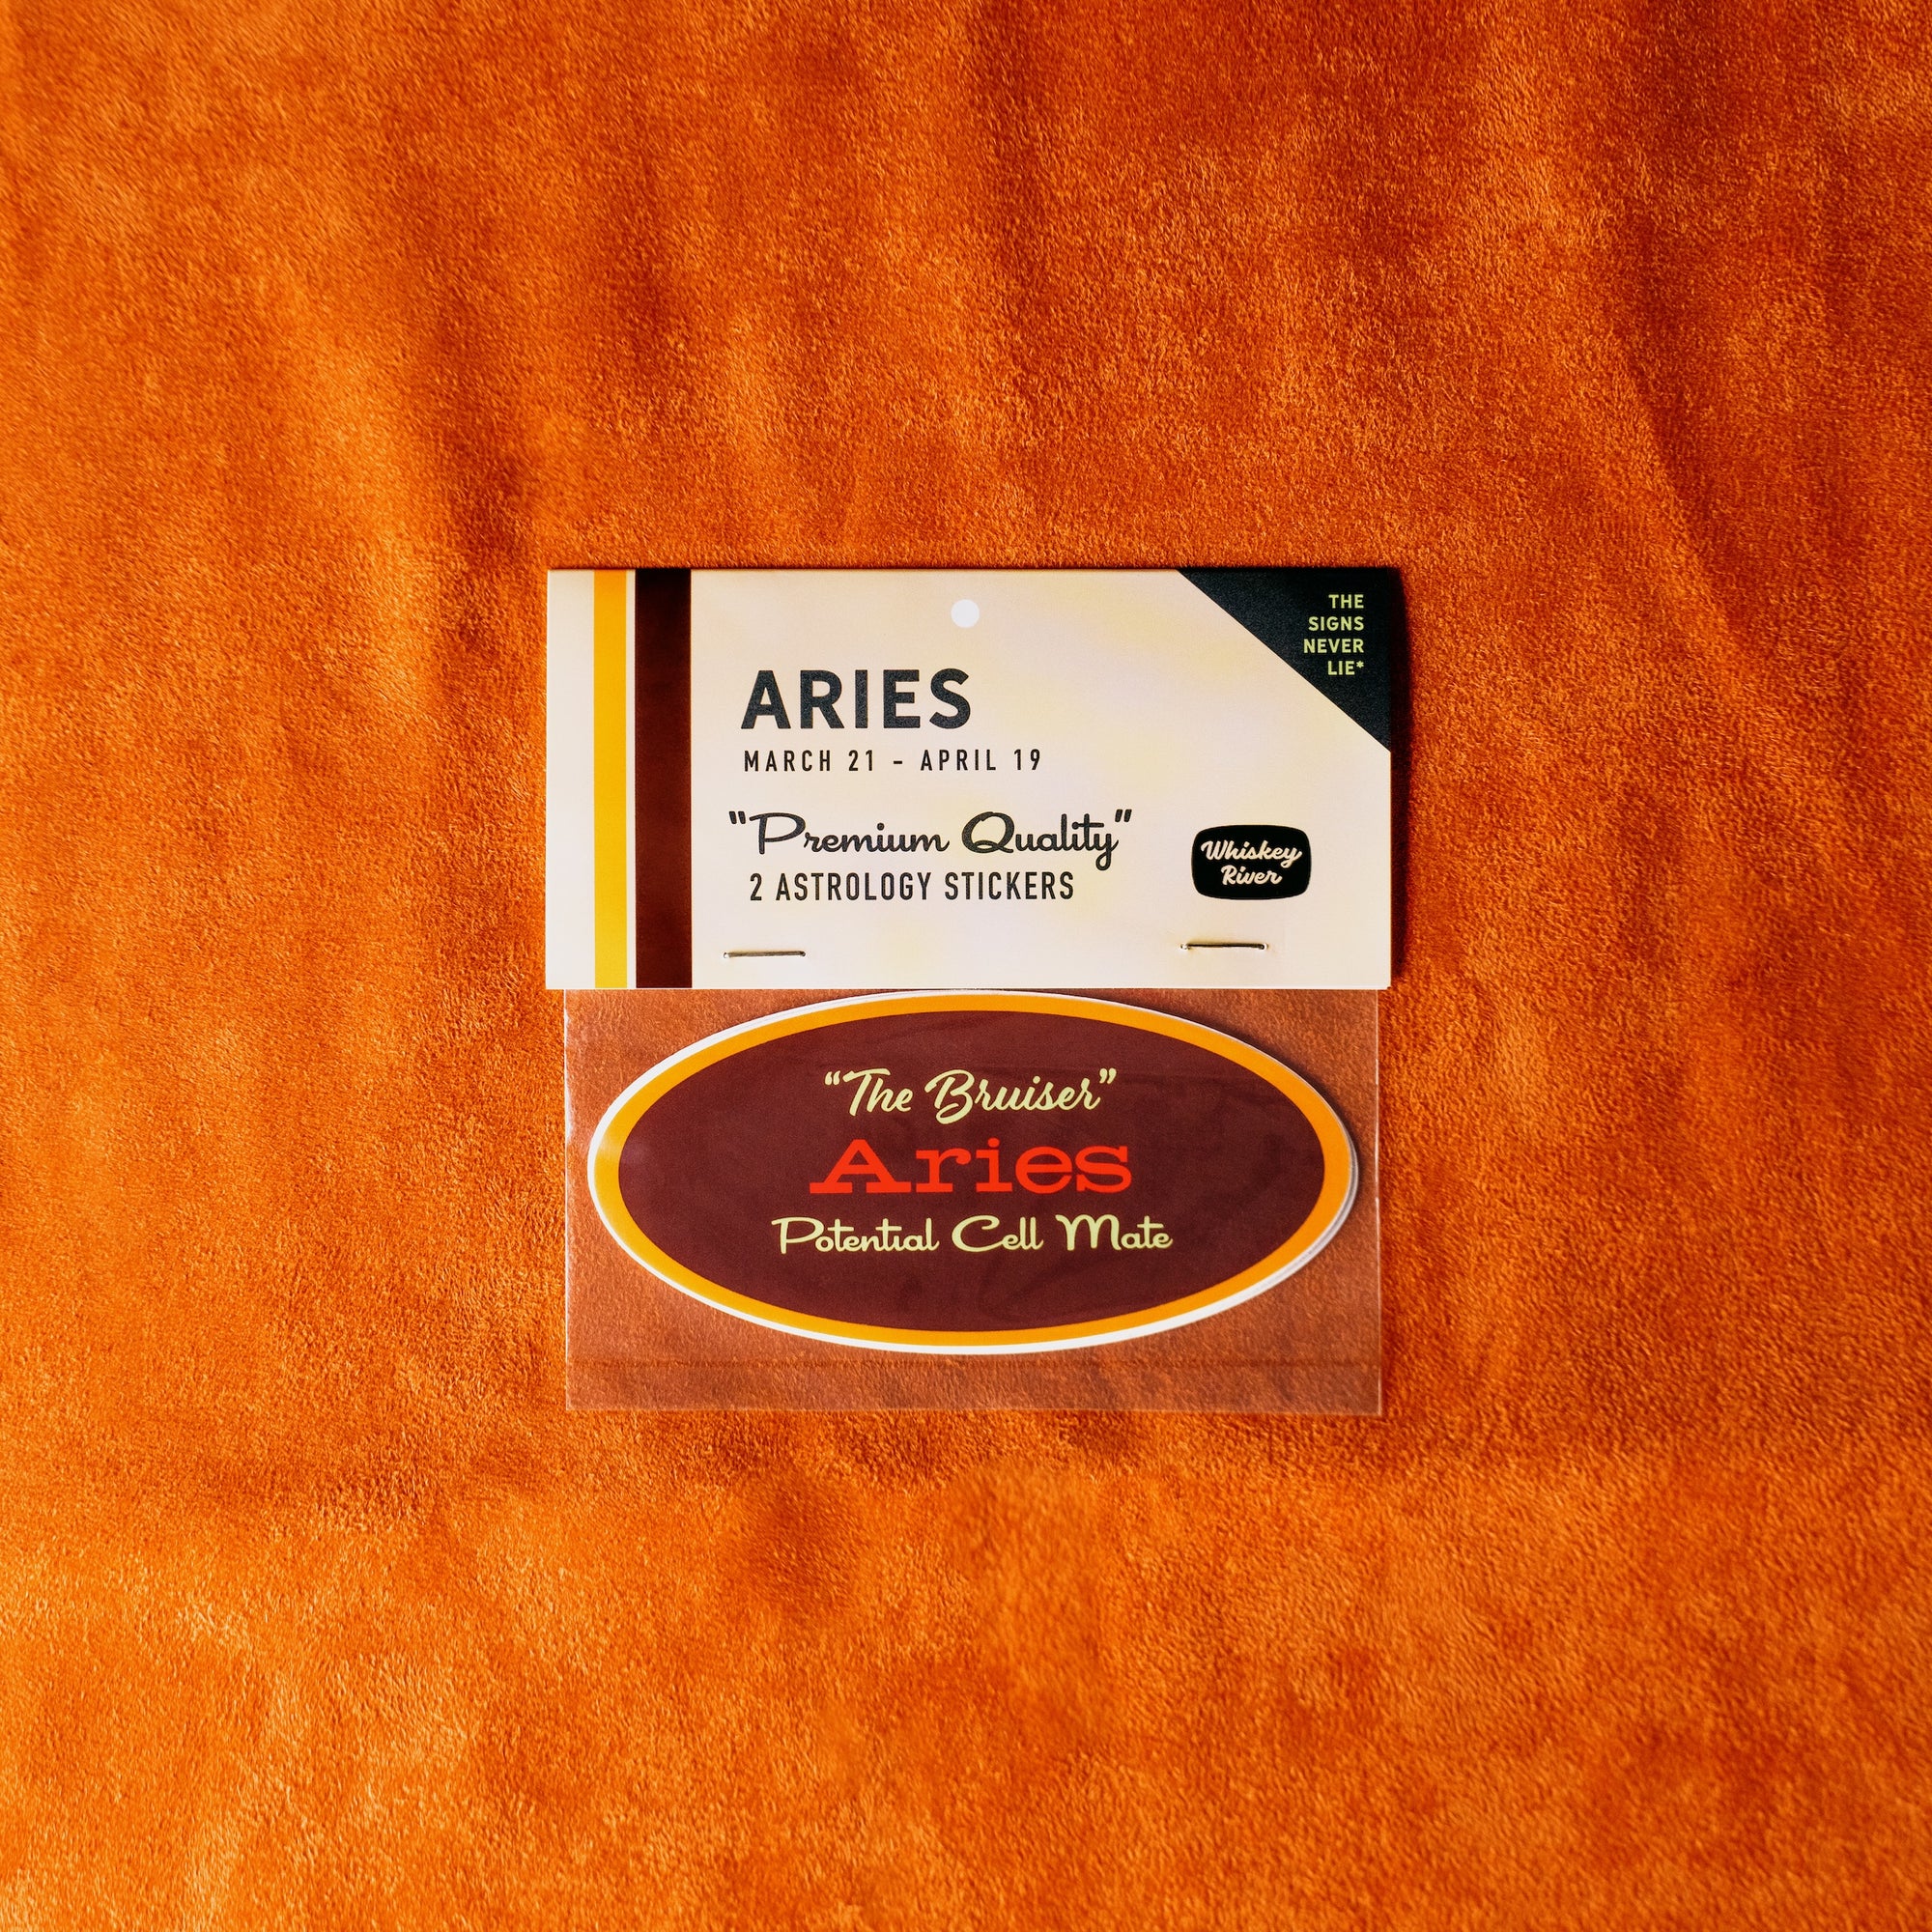 THE
SIGNS
NEVER
LIE*
ARIES
MARCH 21 - APRIL 19
"Premium Quality"
2 ASTROLOGY STICKERS
Whiskey
River
“The Bruiser”
Aries
Potential Cell Mate